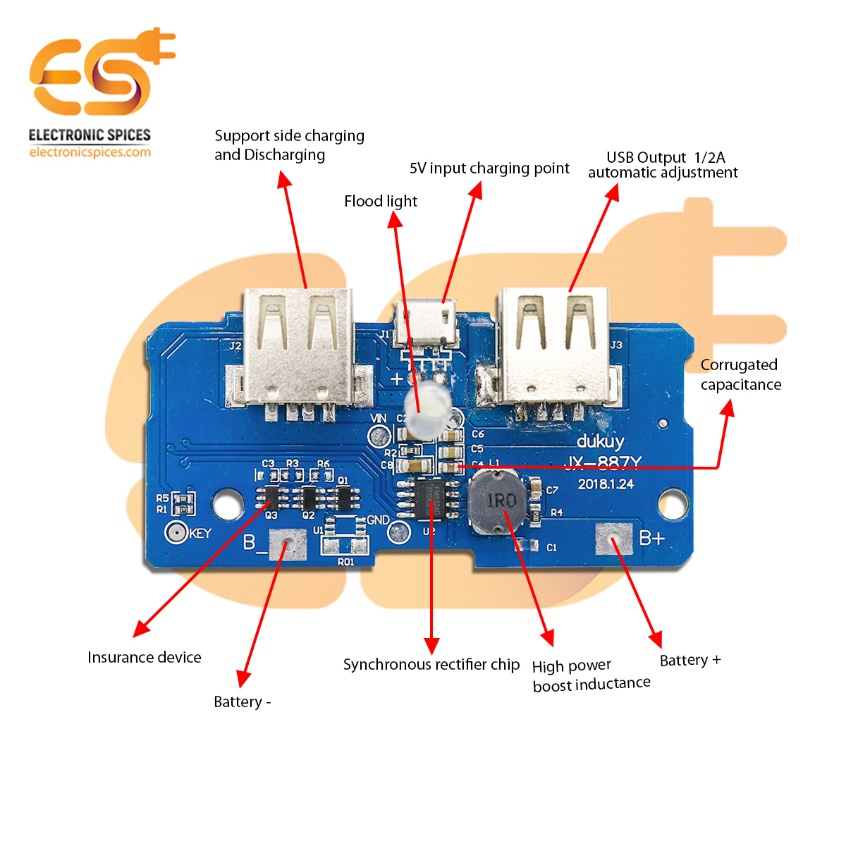 ES
ELECTRONIC SPICES
electronicspices.com
Support side charging
and Discharging
5V input charging point
USB Output 1/2A
automatic adjustment
Flood light
Corrugated
capacitance
J2
J1
J3
+
VIN
C6
C5
C4
R2
C8
L1
dukuy
JX-887Y
2018.1.24
C3 R3 R6
Q1
Q3
Q2
R5
R1
KEY
B_
U1
GND
R01
U2
1R0
C7
R4
C1
B+
Insurance device
Battery -
Synchronous rectifier chip
High power
boost inductance
Battery +